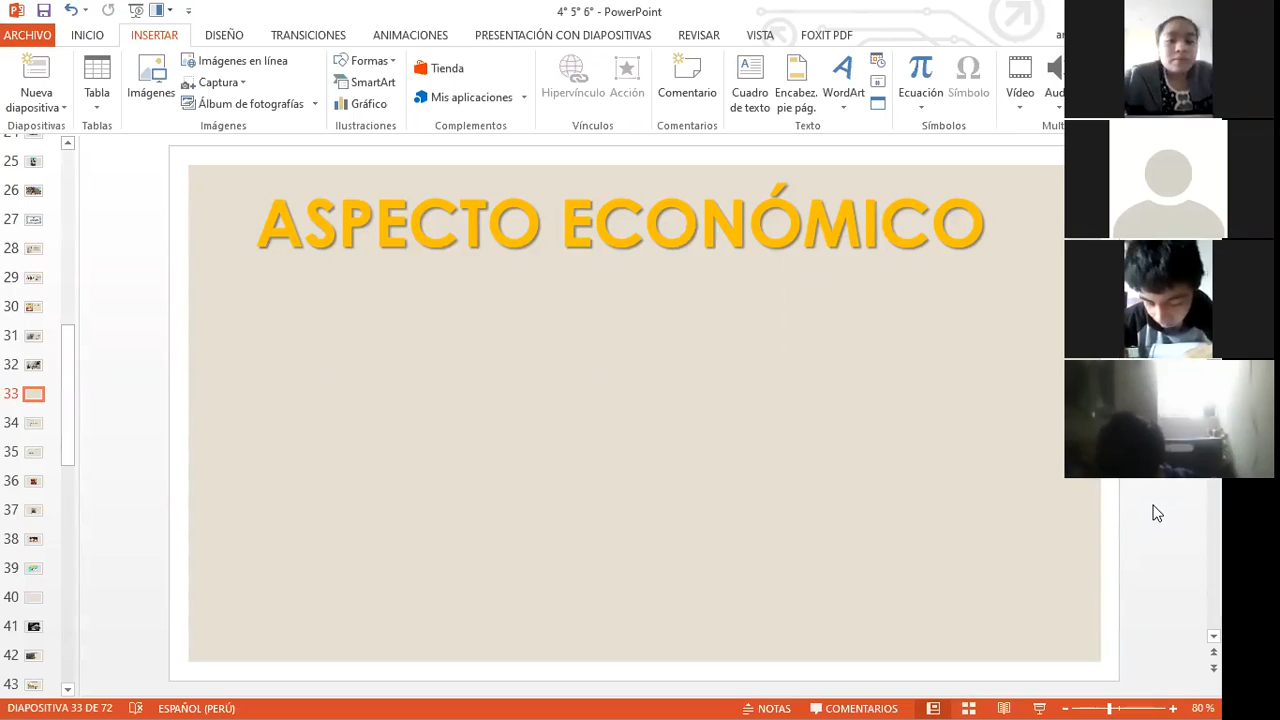 4° 5° 6° - PowerPoint
ARCHIVO INICIO INSERTAR DISEÑO TRANSICIONES ANIMACIONES PRESENTACIÓN CON DIAPOSITIVAS REVISAR VISTA FOXIT PDF
Nueva diapositiva
Tabla
Imágenes
Imágenes en línea
Captura
Álbum de fotografías
Formas
SmartArt
Gráfico
Tienda
Mis aplicaciones
Hipervínculo
Acción
Comentario
Cuadro de texto
Encabez. pie pág.
WordArt
Ecuación
Símbolo
Vídeo
Diapositivas Tablas Imágenes Ilustraciones Complementos Vínculos Comentarios Texto Símbolos
25
26
27
28
29
30
31
32
33
34
35
36
37
38
39
40
41
42
43
ASPECTO ECONÓMICO
DIAPOSITIVA 33 DE 72 ESPAÑOL (PERÚ) NOTAS COMENTARIOS 80 %